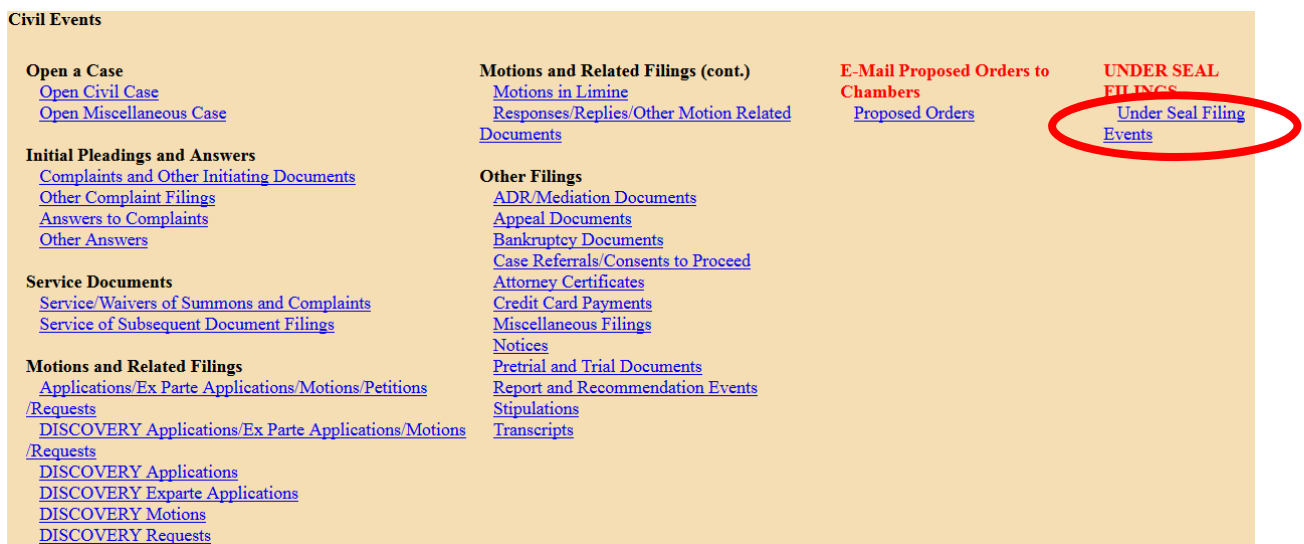 Civil Events
Open a Case
Open Civil Case
Open Miscellaneous Case
Initial Pleadings and Answers
Complaints and Other Initiating Documents
Other Complaint Filings
Answers to Complaints
Other Answers
Service Documents
Service/Waivers of Summons and Complaints
Service of Subsequent Document Filings
Motions and Related Filings
Applications/Ex Parte Applications/Motions/Petitions
/Requests
DISCOVERY Applications/Ex Parte Applications/Motions
/Requests
DISCOVERY Applications
DISCOVERY Exparte Applications
DISCOVERY Motions
DISCOVERY Requests
Motions and Related Filings (cont.)
Motions in Limine
Responses/Replies/Other Motion Related
Documents
Other Filings
ADR/Mediation Documents
Appeal Documents
Bankruptcy Documents
Case Referrals/Consents to Proceed
Attorney Certificates
Credit Card Payments
Miscellaneous Filings
Notices
Pretrial and Trial Documents
Report and Recommendation Events
Stipulations
Transcripts
E-Mail Proposed Orders to
Chambers
Proposed Orders
UNDER SEAL
FILINGS
Under Seal Filing
Events